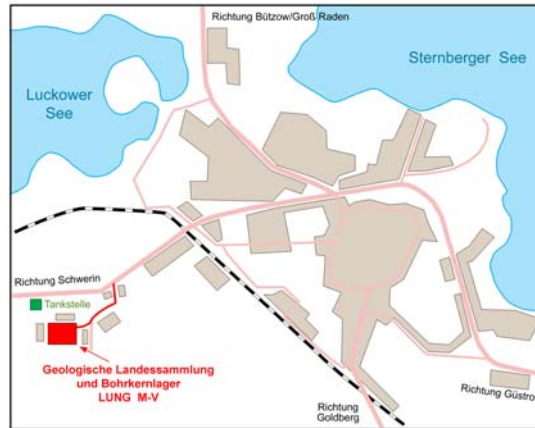 Richtung Bützow/Groß Raden
Sternberger See
Luckower
See
Richtung Schwerin
Tankstelle
Geologische Landessammlung
und Bohrkernlager
LUNG M-V
Richtung Güstro
Richtung
Goldberg